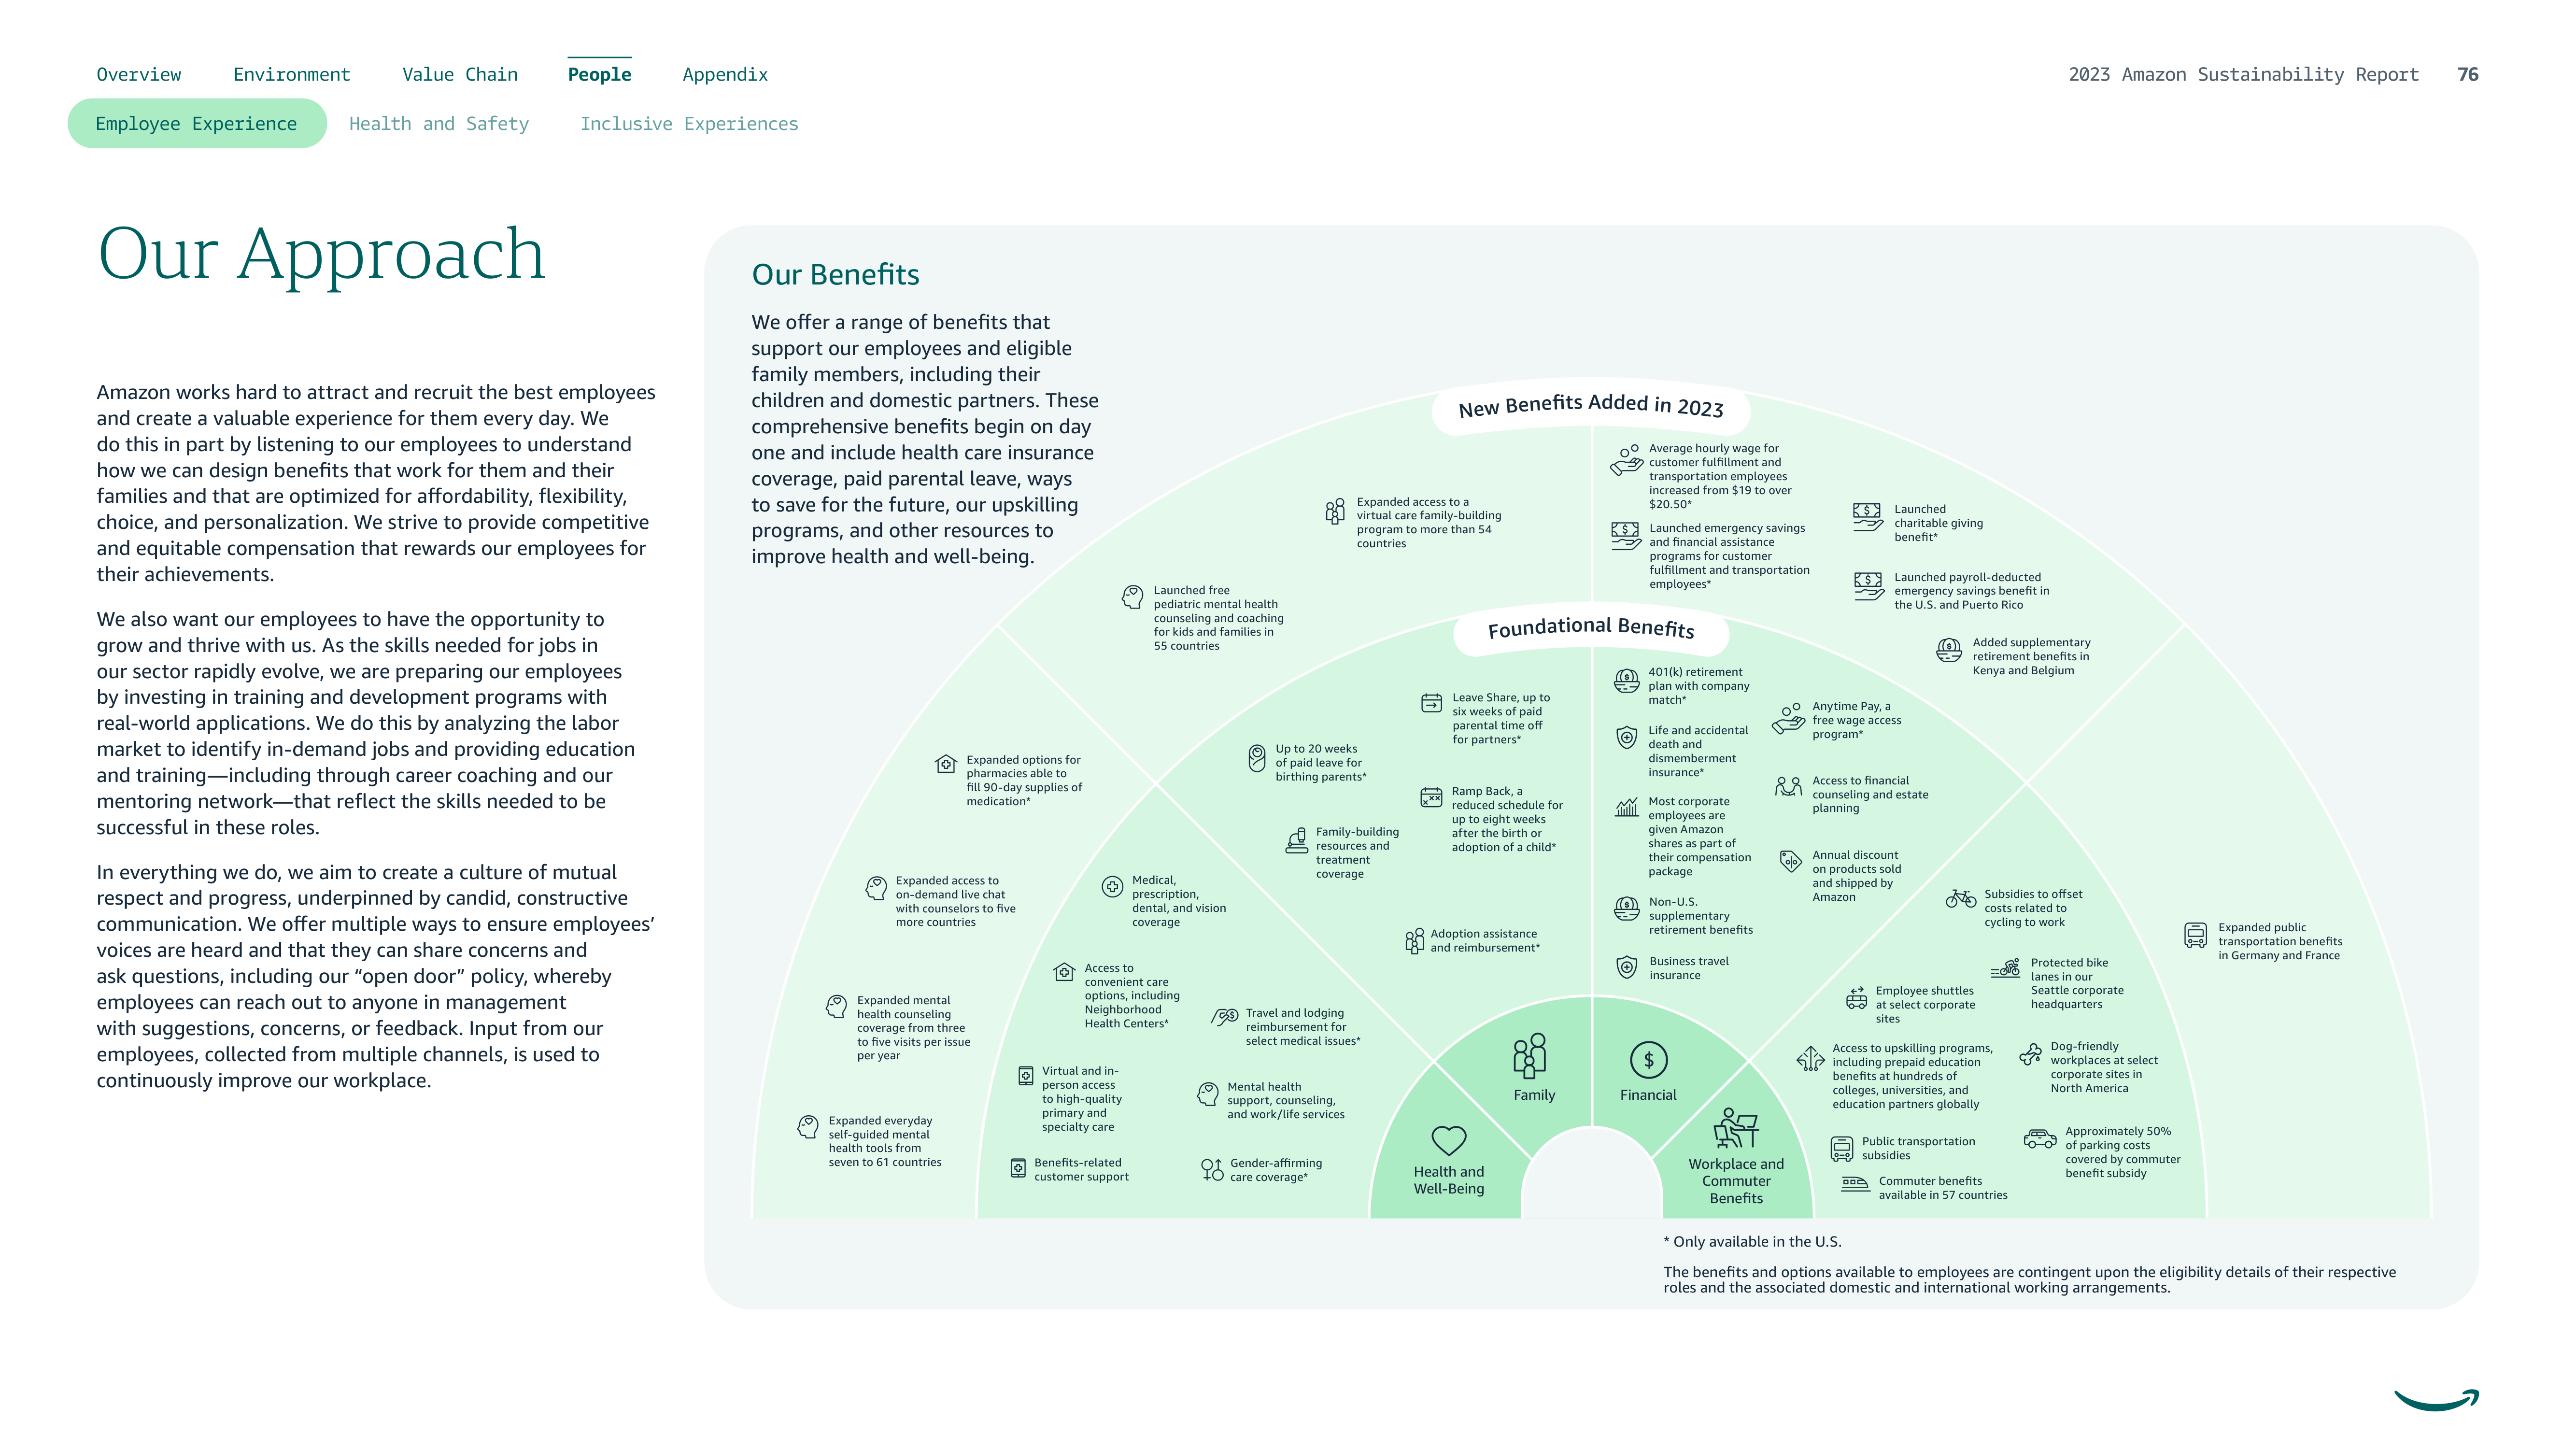 Overview Environment Value Chain People Appendix
2023 Amazon Sustainability Report 76
Employee Experience Health and Safety Inclusive Experiences
Our Approach
Amazon works hard to attract and recruit the best employees
and create a valuable experience for them every day. We
do this in part by listening to our employees to understand
how we can design benefits that work for them and their
families and that are optimized for affordability, flexibility,
choice, and personalization. We strive to provide competitive
and equitable compensation that rewards our employees for
their achievements.
We also want our employees to have the opportunity to
grow and thrive with us. As the skills needed for jobs in
our sector rapidly evolve, we are preparing our employees
by investing in training and development programs with
real-world applications. We do this by analyzing the labor
market to identify in-demand jobs and providing education
and training—including through career coaching and our
mentoring network—that reflect the skills needed to be
successful in these roles.
In everything we do, we aim to create a culture of mutual
respect and progress, underpinned by candid, constructive
communication. We offer multiple ways to ensure employees’
voices are heard and that they can share concerns and
ask questions, including our “open door” policy, whereby
employees can reach out to anyone in management
with suggestions, concerns, or feedback. Input from our
employees, collected from multiple channels, is used to
continuously improve our workplace.
Our Benefits
We offer a range of benefits that
support our employees and eligible
family members, including their
children and domestic partners. These
comprehensive benefits begin on day
one and include health care insurance
coverage, paid parental leave, ways
to save for the future, our upskilling
programs, and other resources to
improve health and well-being.
New Benefits Added in 2023
Expanded options for
pharmacies able to
fill 90-day supplies of
medication*
Expanded access to
on-demand live chat
with counselors to five
more countries
Expanded mental
health counseling
coverage from three
to five visits per issue
per year
Expanded everyday
self-guided mental
health tools from
seven to 61 countries
Launched free
pediatric mental health
counseling and coaching
for kids and families in
55 countries
Expanded access to a
virtual care family-building
program to more than 54
countries
Average hourly wage for
customer fulfillment and
transportation employees
increased from $19 to over
$20.50*
Launched emergency savings
and financial assistance
programs for customer
fulfillment and transportation
employees*
Launched
charitable giving
benefit*
Launched payroll-deducted
emergency savings benefit in
the U.S. and Puerto Rico
Added supplementary
retirement benefits in
Kenya and Belgium
Expanded public
transportation benefits
in Germany and France
Foundational Benefits
Medical,
prescription,
dental, and vision
coverage
Access to
convenient care
options, including
Neighborhood
Health Centers*
Virtual and in-
person access
to high-quality
primary and
specialty care
Benefits-related
customer support
Travel and lodging
reimbursement for
select medical issues*
Mental health
support, counseling,
and work/life services
Gender-affirming
care coverage*
Leave Share, up to
six weeks of paid
parental time off
for partners*
Up to 20 weeks
of paid leave for
birthing parents*
Ramp Back, a
reduced schedule for
up to eight weeks
after the birth or
adoption of a child*
Family-building
resources and
treatment
coverage
Adoption assistance
and reimbursement*
401(k) retirement
plan with company
match*
Life and accidental
death and
dismemberment
insurance*
Most corporate
employees are
given Amazon
shares as part of
their compensation
package
Non-U.S.
supplementary
retirement benefits
Business travel
insurance
Anytime Pay, a
free wage access
program*
Access to financial
counseling and estate
planning
Annual discount
on products sold
and shipped by
Amazon
Subsidies to offset
costs related to
cycling to work
Protected bike
lanes in our
Seattle corporate
headquarters
Employee shuttles
at select corporate
sites
Access to upskilling programs,
including prepaid education
benefits at hundreds of
colleges, universities, and
education partners globally
Dog-friendly
workplaces at select
corporate sites in
North America
Public transportation
subsidies
Approximately 50%
of parking costs
covered by commuter
benefit subsidy
Commuter benefits
available in 57 countries
Health and
Well-Being
Family
Financial
Workplace and
Commuter
Benefits
* Only available in the U.S.
The benefits and options available to employees are contingent upon the eligibility details of their respective
roles and the associated domestic and international working arrangements.